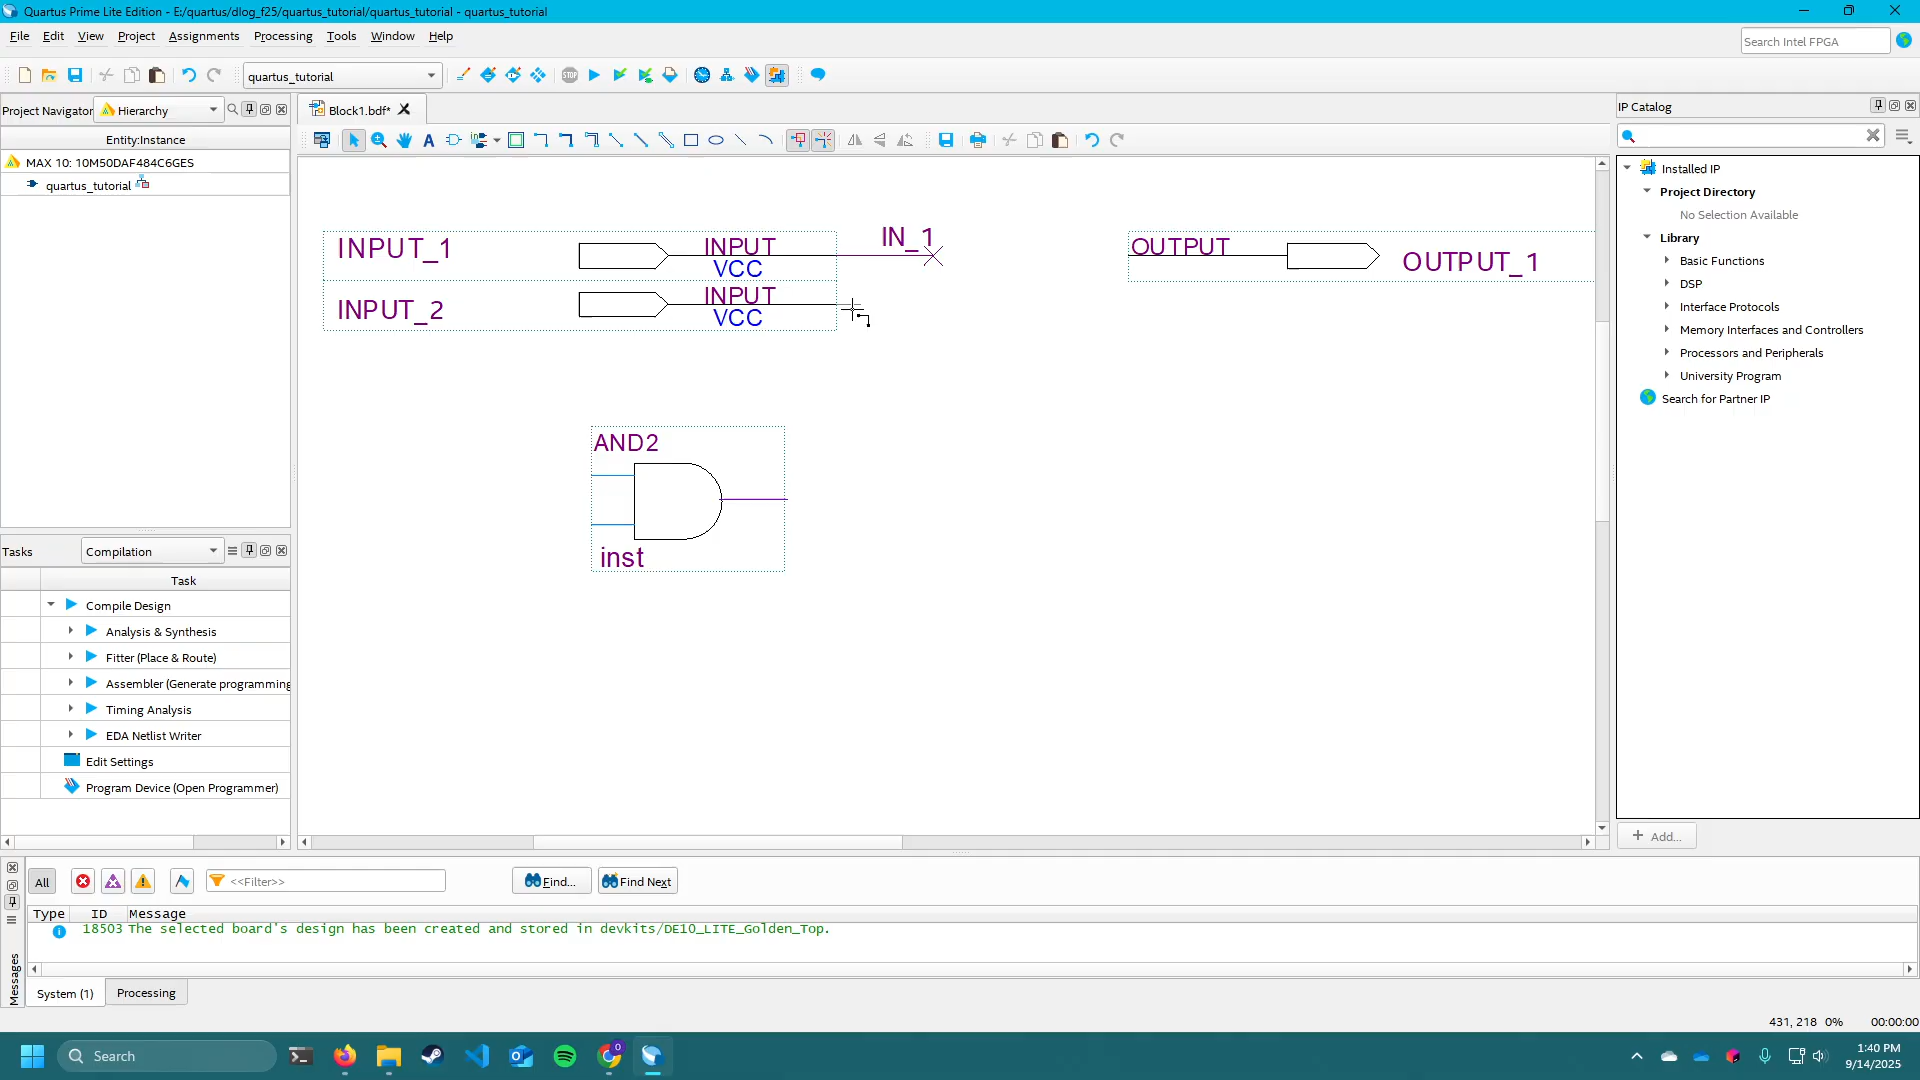 Quartus Prime Lite Edition - E:/quartus/dlog_f25/quartus_tutorial/quartus_tutorial - quartus_tutorial
File Edit View Project Assignments Processing Tools Window Help
Search Intel FPGA
quartus_tutorial
Project Navigator Hierarchy
Block1.bdf*
IP Catalog
Entity:Instance
MAX 10: 10M50DAF484C6GES
quartus_tutorial
INPUT_1
INPUT
VCC
IN_1
INPUT_2
INPUT
VCC
OUTPUT
OUTPUT_1
AND2
inst
Installed IP
Project Directory
No Selection Available
Library
Basic Functions
DSP
Interface Protocols
Memory Interfaces and Controllers
Processors and Peripherals
University Program
Search for Partner IP
+ Add...
Tasks Compilation
Task
Compile Design
Analysis & Synthesis
Fitter (Place & Route)
Assembler (Generate programming
Timing Analysis
EDA Netlist Writer
Edit Settings
Program Device (Open Programmer)
All
<<Filter>>
Find...
Find Next
Type ID Message
18503 The selected board's design has been created and stored in devkits/DE10_LITE_Golden_Top.
Messages
System (1) Processing
431, 218 0% 00:00:00
Search
1:40 PM
9/14/2025